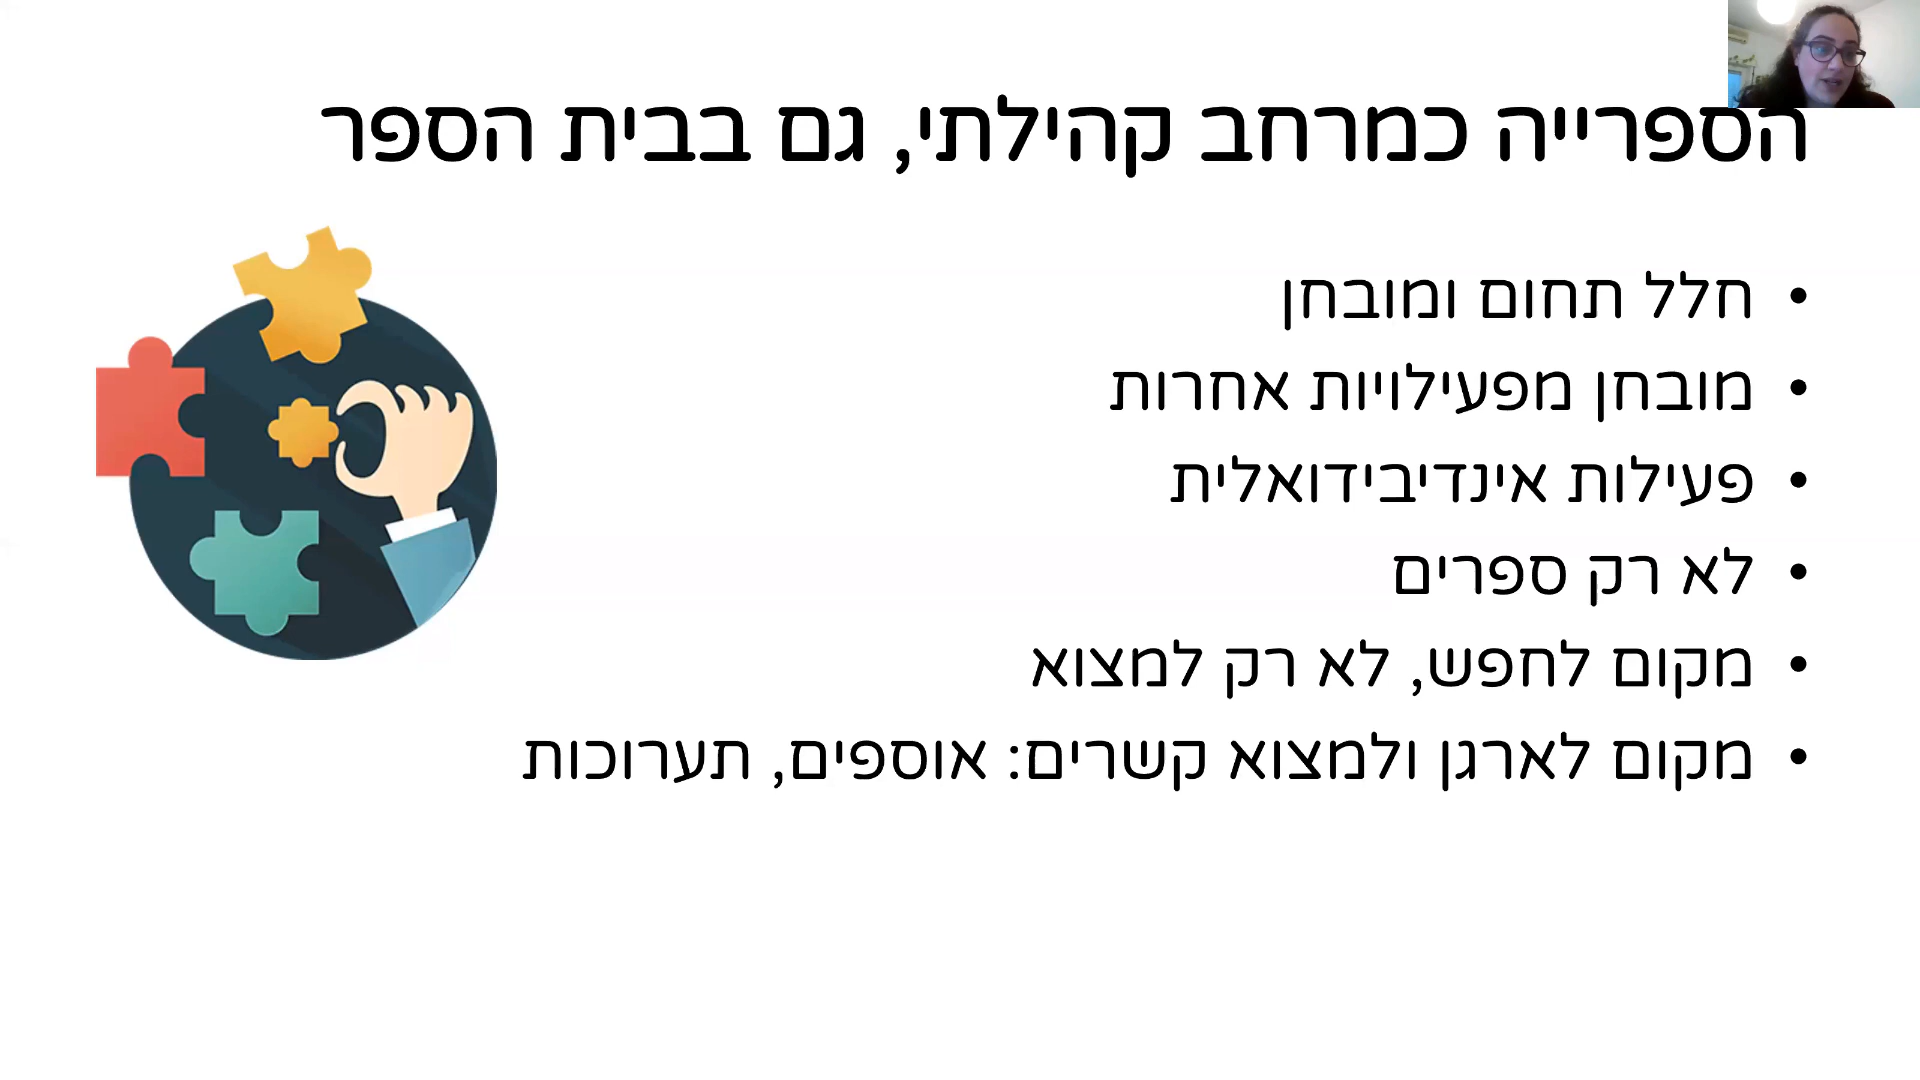 הספרייה כמרחב קהילתי, גם בבית הספר
• חלל תחום ומובחן
• מובחן מפעילויות אחרות
• פעילות אינדיבידואלית
• לא רק ספרים
• מקום לחפש, לא רק למצוא
• מקום לארגן ולמצוא קשרים: אוספים, תערוכות